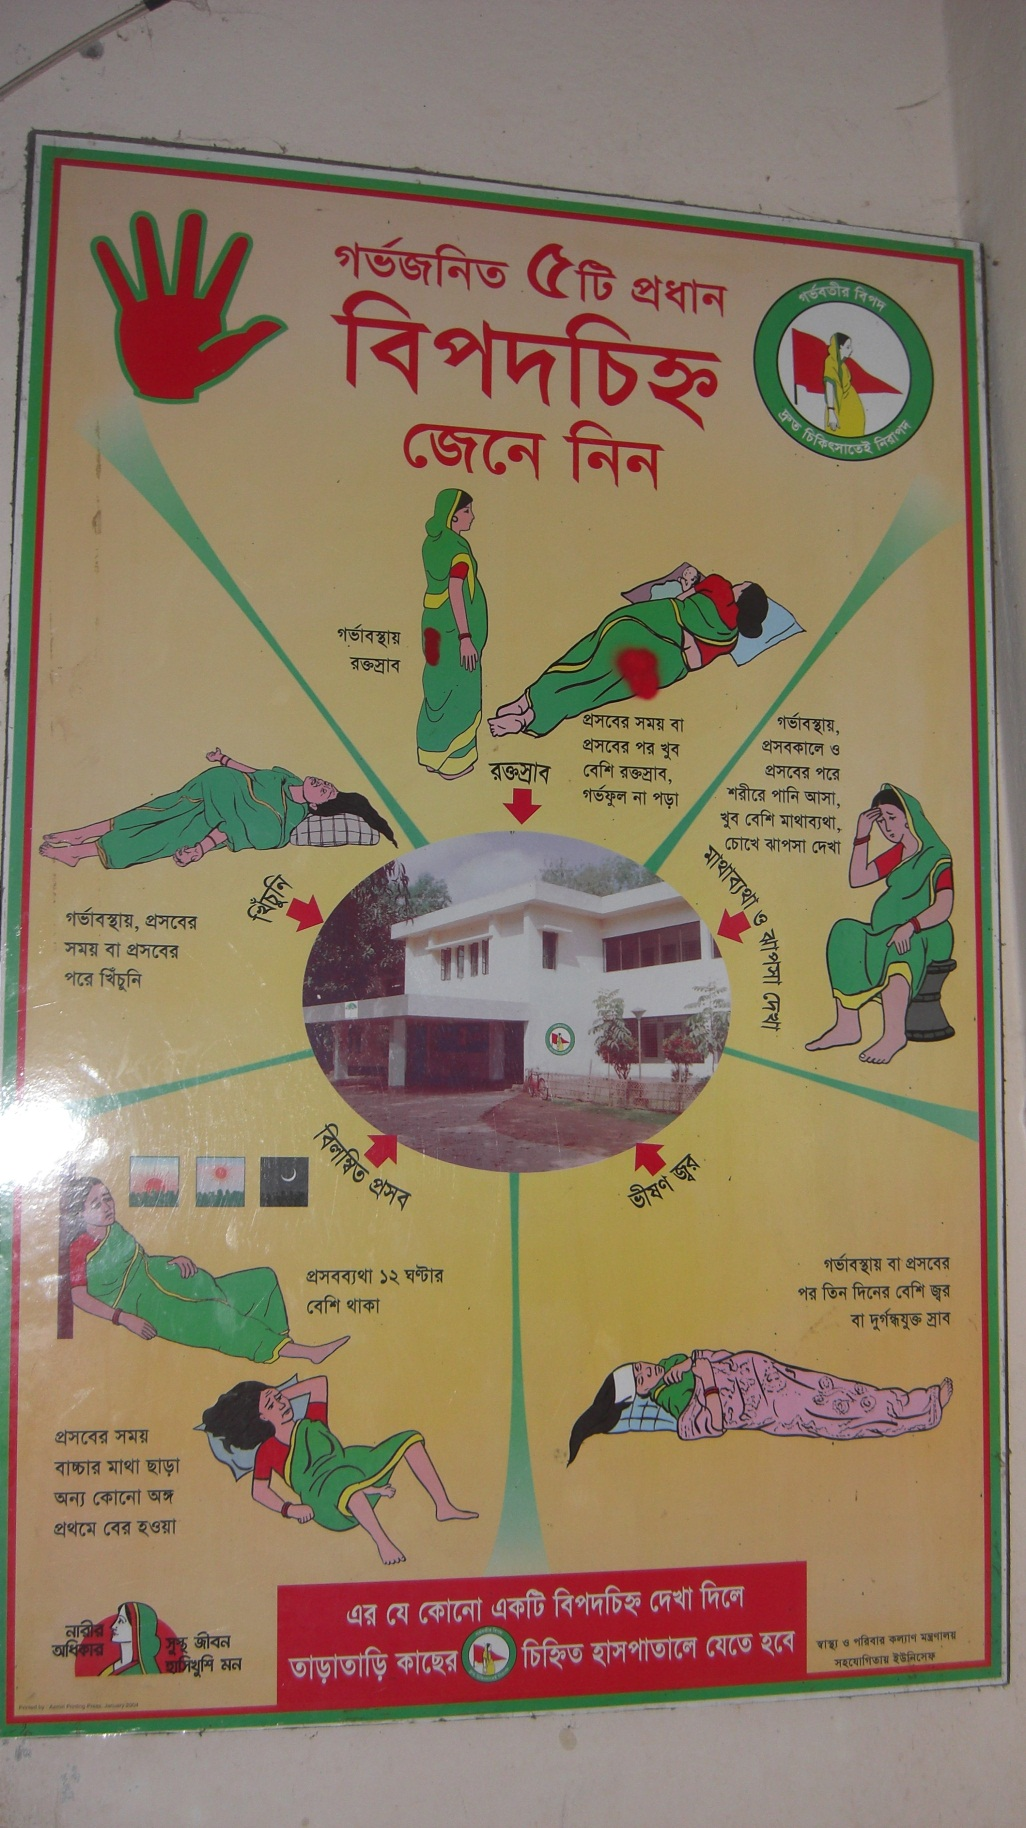 গর্ভজনিত ৫টি প্রধান
বিপদচিহ্ন
জেনে নিন
গর্ভবতীর বিপদ
দ্রুত চিকিৎসাতেই নিরাপদ
গর্ভাবস্থায়
রক্তস্রাব
প্রসবের সময় বা
প্রসবের পর খুব
বেশি রক্তস্রাব,
গর্ভফুল না পড়া
রক্তস্রাব
গর্ভাবস্থায়,
প্রসবকালে ও
প্রসবের পরে
শরীরে পানি আসা,
খুব বেশি মাথাব্যথা,
চোখে ঝাপসা দেখা
মাথাব্যথা ও ঝাপসা দেখা
খিঁচুনি
গর্ভাবস্থায়, প্রসবের
সময় বা প্রসবের
পরে খিঁচুনি
বিলম্বিত প্রসব
ভীষণ জ্বর
প্রসবব্যথা ১২ ঘণ্টার
বেশি থাকা
গর্ভাবস্থায় বা প্রসবের
পর তিন দিনের বেশি জ্বর
বা দুর্গন্ধযুক্ত স্রাব
প্রসবের সময়
বাচ্চার মাথা ছাড়া
অন্য কোনো অঙ্গ
প্রথমে বের হওয়া
এর যে কোনো একটি বিপদচিহ্ন দেখা দিলে
তাড়াতাড়ি কাছের চিহ্নিত হাসপাতালে যেতে হবে
নারীর
অধিকার
সুস্থ জীবন
হাসিখুশি মন
স্বাস্থ্য ও পরিবার কল্যাণ মন্ত্রণালয়
সহযোগিতায় ইউনিসেফ